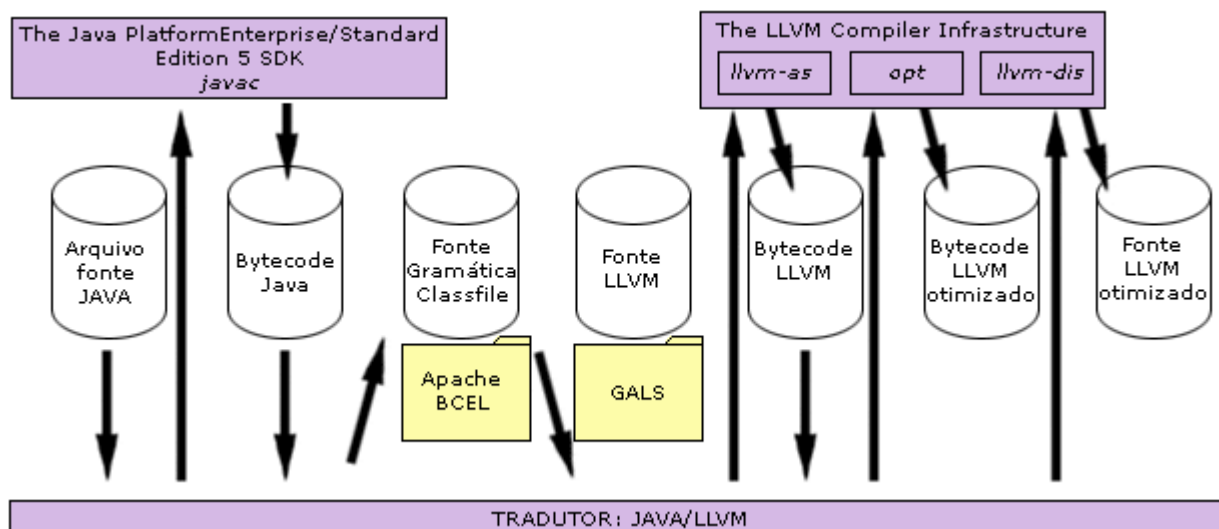 The Java PlatformEnterprise/Standard
Edition 5 SDK
javac
The LLVM Compiler Infrastructure
llvm-as
opt
llvm-dis
Arquivo
fonte
JAVA
Bytecode
Java
Fonte
Gramática
Classfile
Fonte
LLVM
Bytecode
LLVM
Bytecode
LLVM
otimizado
Fonte
LLVM
otimizado
Apache
BCEL
GALS
TRADUTOR: JAVA/LLVM